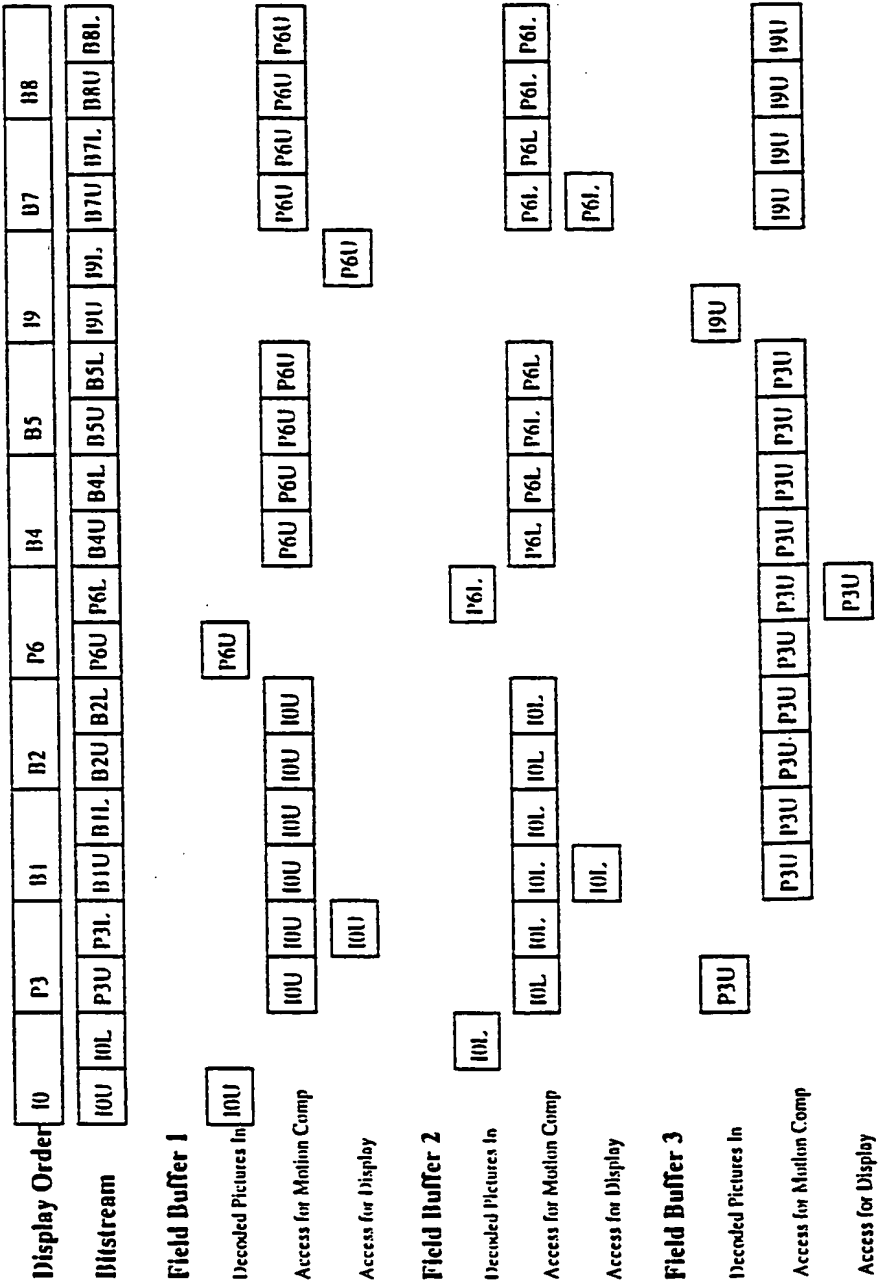 Display Order I0 P3 B1 B2 P6 B4 B5 I9 B7 B8
Bitstream I0U I0L P3U P3L B1U B1L B2U B2L P6U P6L B4U B4L B5U B5L I9U I9L B7U B7L B8U B8L
Field Buffer 1
Decoded Pictures In I0U P6U
Access for Motion Comp I0U I0U I0U I0U I0U I0U P6U P6U P6U P6U P6U P6U P6U P6U
Access for Display I0U P6U
Field Buffer 2
Decoded Pictures In I0L P6L
Access for Motion Comp I0L I0L I0L I0L I0L I0L P6L P6L P6L P6L P6L P6L P6L P6L
Access for Display I0L P6L
Field Buffer 3
Decoded Pictures In P3U I9U
Access for Motion Comp P3U P3U P3U P3U P3U P3U P3U P3U P3U P3U I9U I9U I9U I9U
Access for Display P3U